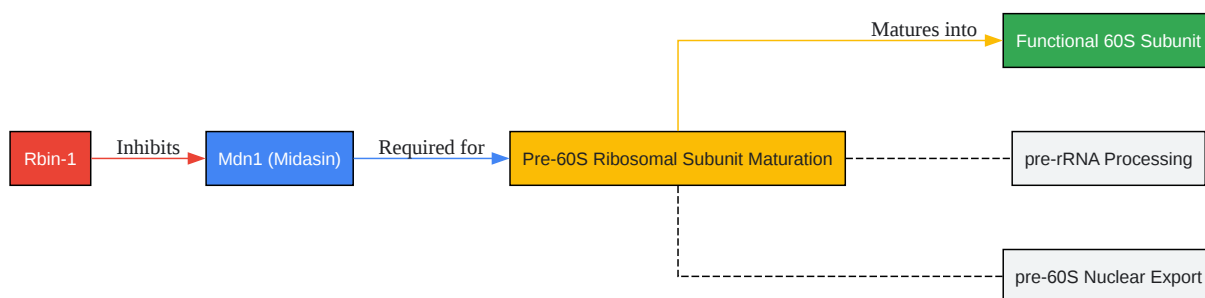 Matures into
Functional 60S Subunit
Rbin-1
Inhibits
Mdn1 (Midasin)
Required for
Pre-60S Ribosomal Subunit Maturation
pre-rRNA Processing
pre-60S Nuclear Export